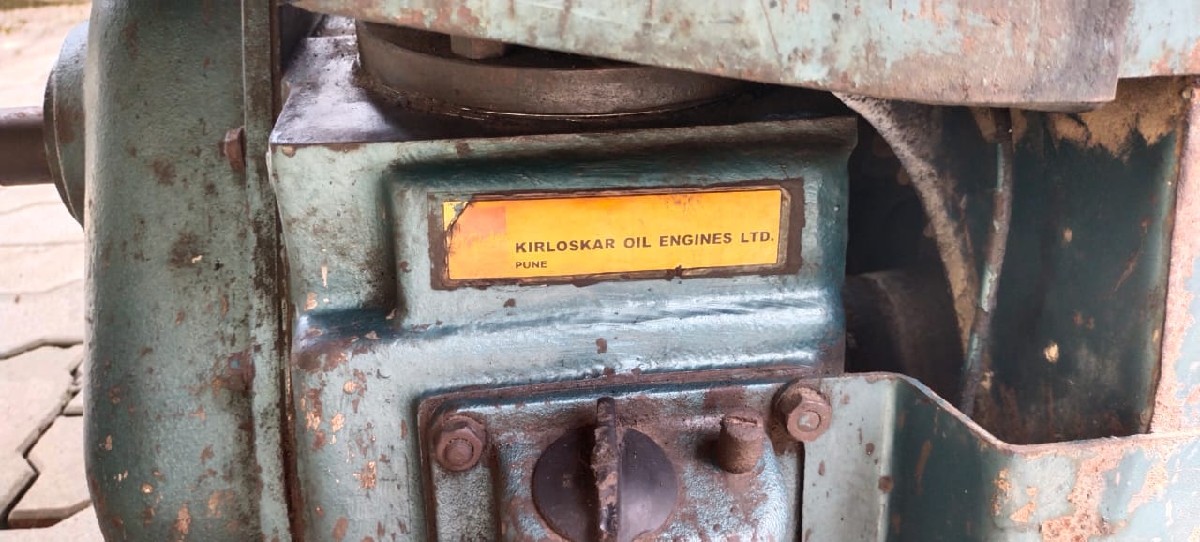 KIRLOSKAR OIL ENGINES LTD.
PUNE